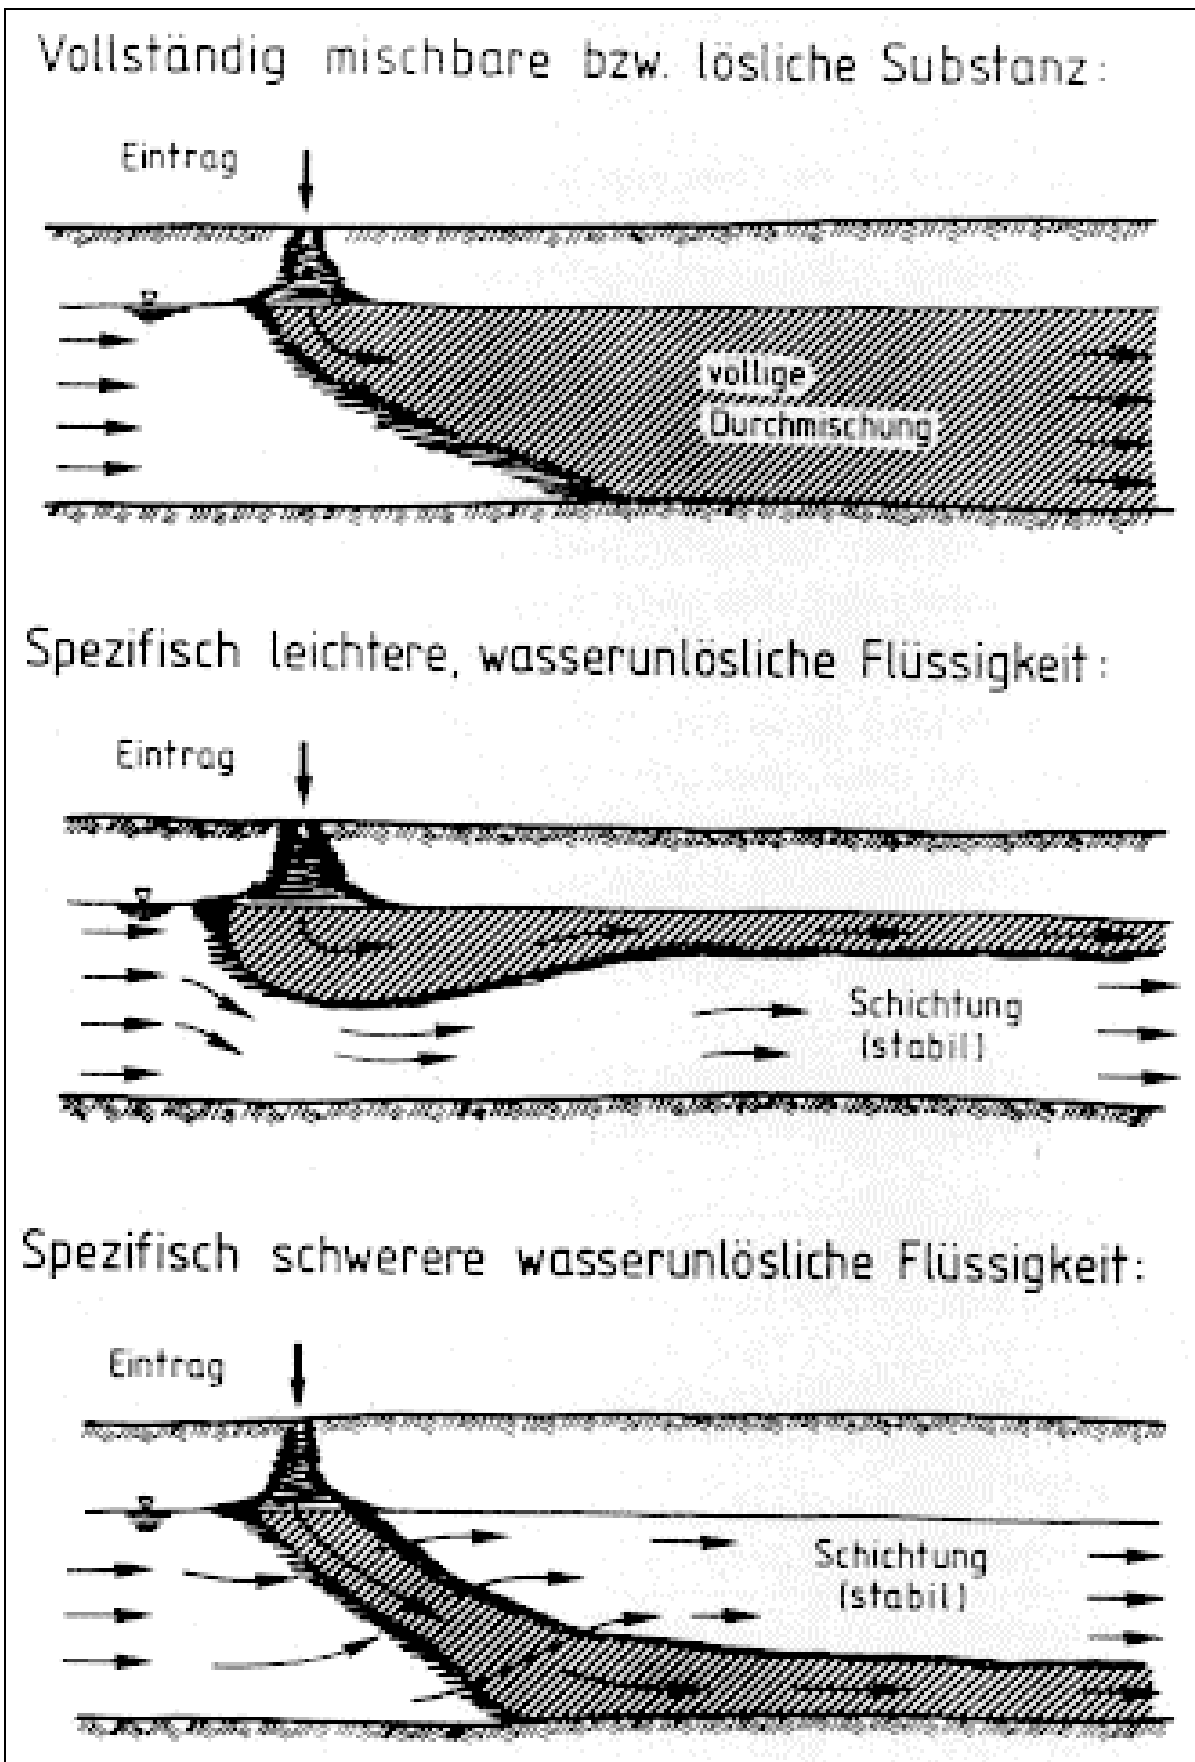 Vollständig mischbare bzw. lösliche Substanz:
Eintrag
völlige
Durchmischung
Spezifisch leichtere, wasserunlösliche Flüssigkeit:
Eintrag
Schichtung
(stabil)
Spezifisch schwerere wasserunlösliche Flüssigkeit:
Eintrag
Schichtung
(stabil)